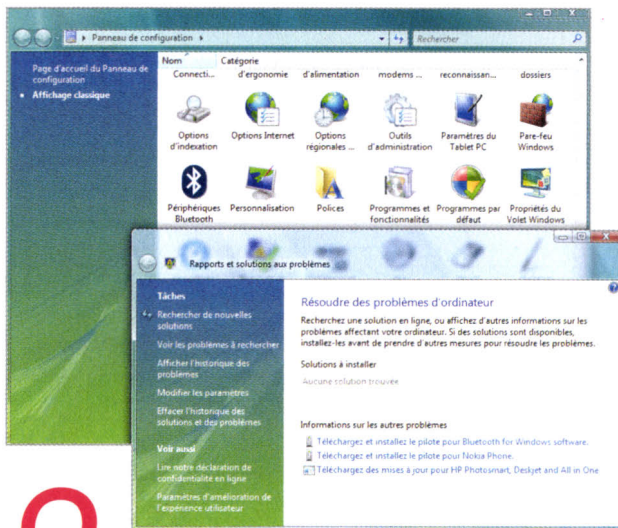 Panneau de configuration
Rechercher
Page d'accueil du Panneau de
configuration
Affichage classique
Nom Catégorie
Connecti... d'ergonomie d'alimentation modems ... reconnaissan... dossiers
Options
d'indexation
Options Internet
Options
régionales ...
Outils
d'administration
Paramètres du
Tablet PC
Pare-feu
Windows
Périphériques
Bluetooth
Personnalisation
Polices
Programmes et
fonctionnalités
Programmes par
défaut
Propriétés du
Volet Windows
Rapports et solutions aux problèmes
Tâches
Rechercher de nouvelles
solutions
Voir les problèmes à rechercher
Afficher l'historique des
problèmes
Modifier les paramètres
Effacer l'historique des
solutions et des problèmes
Voir aussi
Lire notre déclaration de
confidentialité en ligne
Paramètres d'amélioration de
l'expérience utilisateur
Résoudre des problèmes d'ordinateur
Recherchez une solution en ligne, ou affichez d'autres informations sur les
problèmes affectant votre ordinateur. Si des solutions sont disponibles,
installez-les avant de prendre d'autres mesures pour résoudre les problèmes.
Solutions à installer
Aucune solution trouvée
Informations sur les autres problèmes
Téléchargez et installez le pilote pour Bluetooth for Windows software.
Téléchargez et installez le pilote pour Nokia Phone.
Téléchargez des mises à jour pour HP Photosmart, Deskjet and All in One